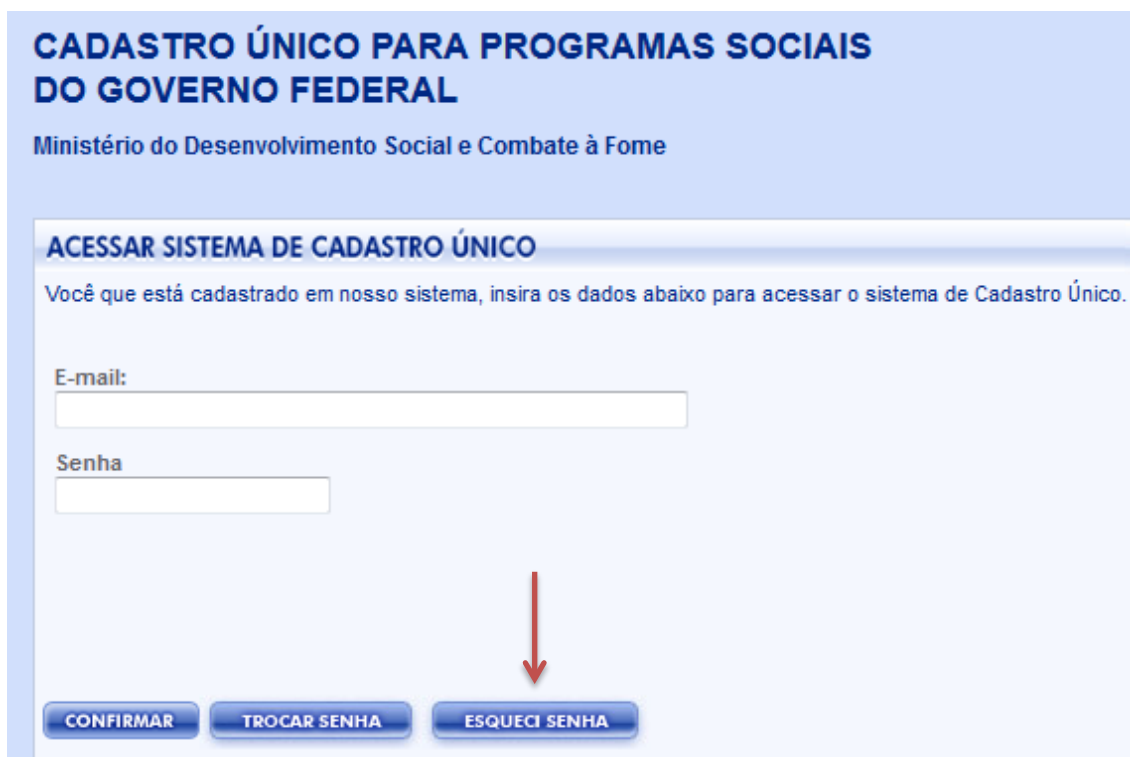 CADASTRO ÚNICO PARA PROGRAMAS SOCIAIS
DO GOVERNO FEDERAL
Ministério do Desenvolvimento Social e Combate à Fome
ACESSAR SISTEMA DE CADASTRO ÚNICO
Você que está cadastrado em nosso sistema, insira os dados abaixo para acessar o sistema de Cadastro Único.
E-mail:
Senha
CONFIRMAR TROCAR SENHA ESQUECI SENHA